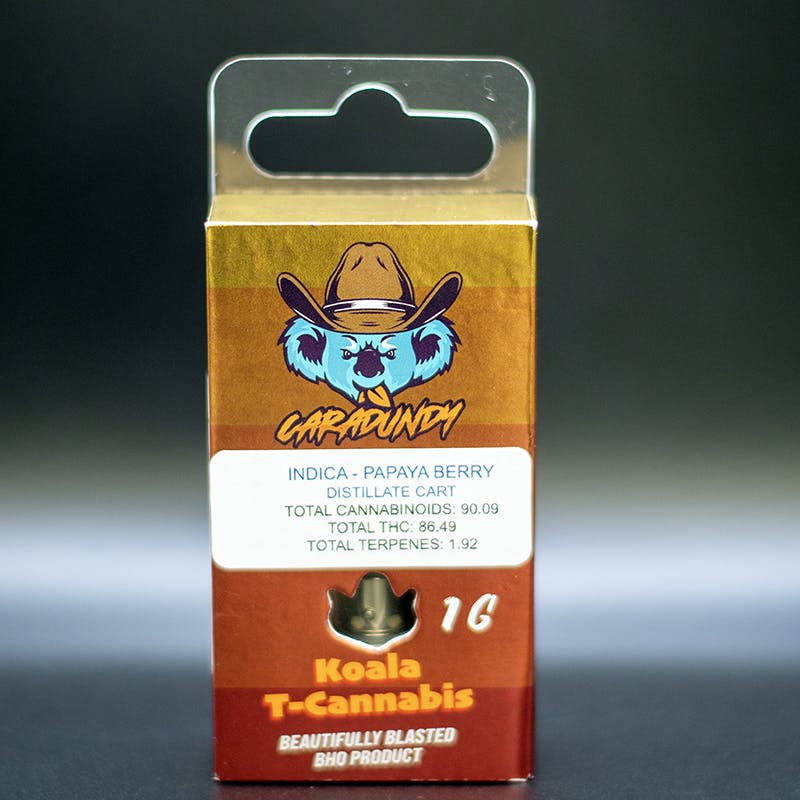 CARADUNDY
INDICA - PAPAYA BERRY
DISTILLATE CART
TOTAL CANNABINOIDS: 90.09
TOTAL THC: 86.49
TOTAL TERPENES: 1.92
1G
Koala
T-Cannabis
BEAUTIFULLY BLASTED
BHO PRODUCT